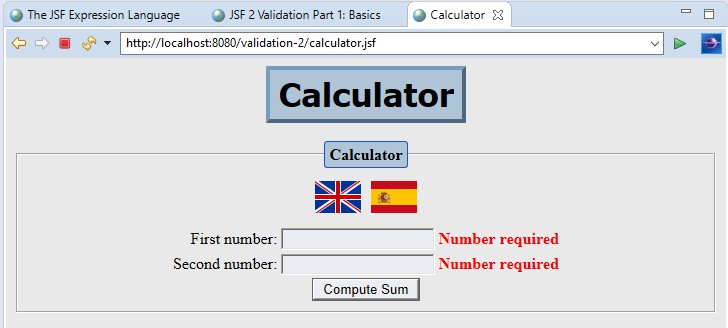 The JSF Expression Language
JSF 2 Validation Part 1: Basics
Calculator
http://localhost:8080/validation-2/calculator.jsf
Calculator
Calculator
First number: Number required
Second number: Number required
Compute Sum